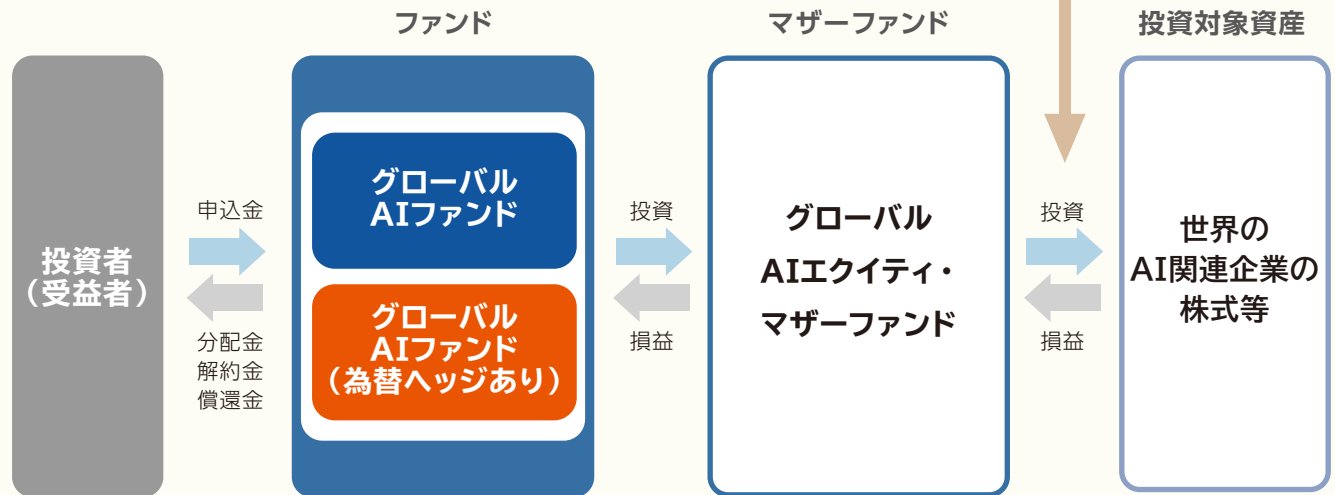 ファンド
マザーファンド
投資対象資産
投資者
（受益者）
申込金
分配金
解約金
償還金
グローバル
AIファンド
グローバル
AIファンド
（為替ヘッジあり）
投資
損益
グローバル
AIエクイティ・
マザーファンド
投資
損益
世界の
AI関連企業の
株式等